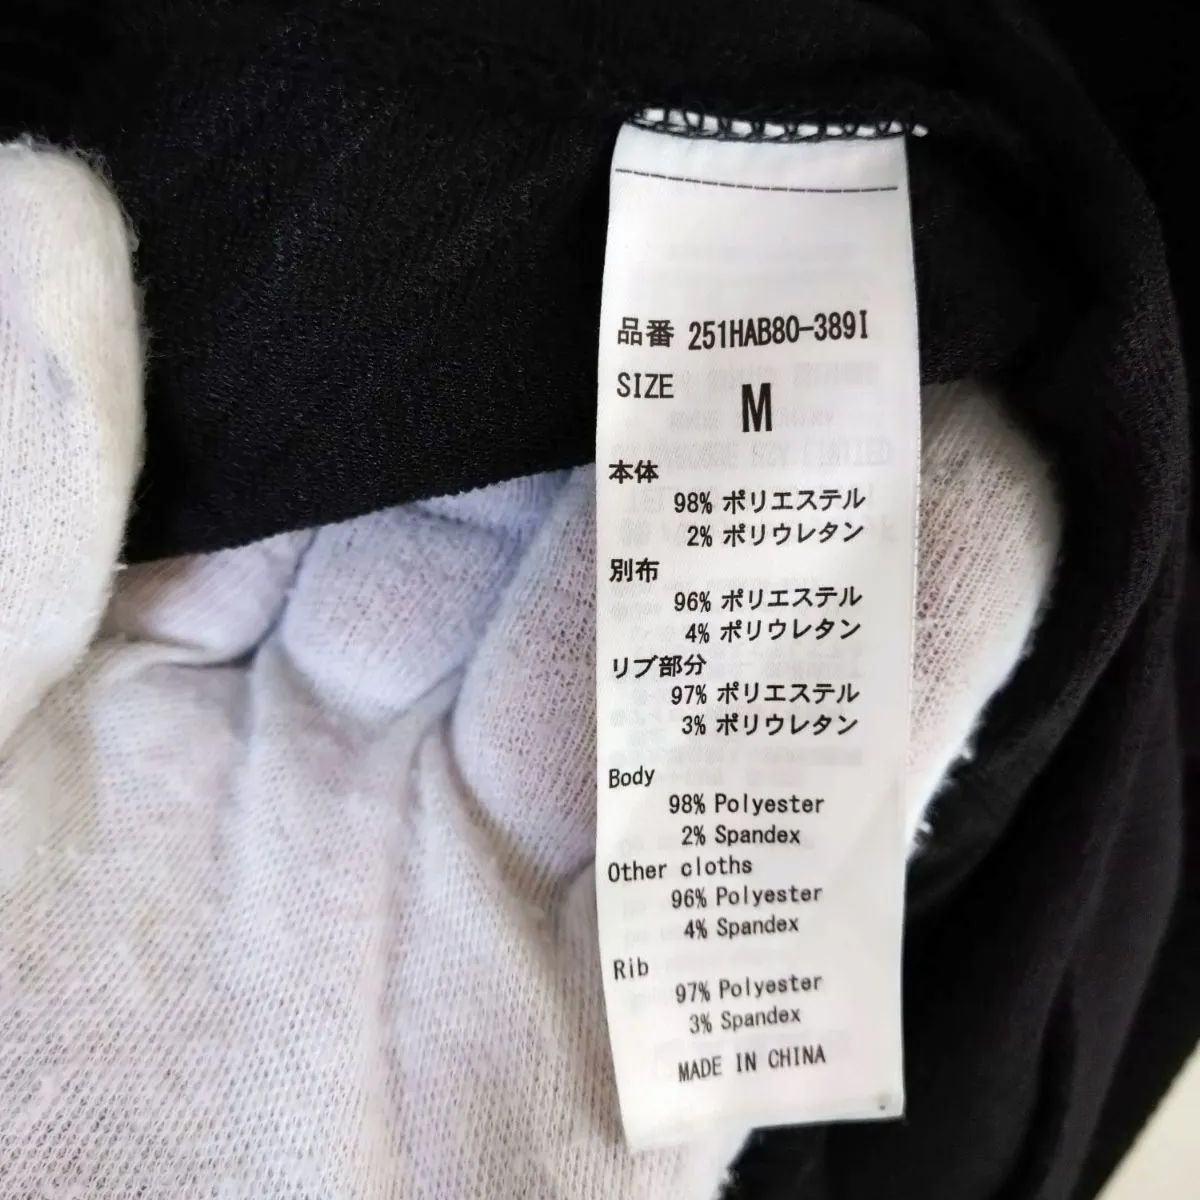 品番 251HAB80-389I
SIZE M
本体
98% ポリエステル
2% ポリウレタン
別布
96% ポリエステル
4% ポリウレタン
リブ部分
97% ポリエステル
3% ポリウレタン
Body
98% Polyester
2% Spandex
Other cloths
96% Polyester
4% Spandex
Rib
97% Polyester
3% Spandex
MADE IN CHINA